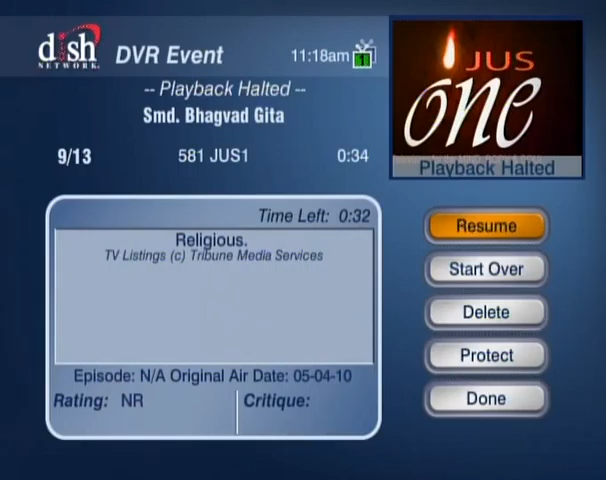 dish
NETWORK.
DVR Event
11:18am
1
-- Playback Halted --
Smd. Bhagvad Gita
9/13 581 JUS1 0:34
JUS
one
Playback Halted
Time Left: 0:32
Religious.
TV Listings (c) Tribune Media Services
Episode: N/A Original Air Date: 05-04-10
Rating: NR Critique:
Resume
Start Over
Delete
Protect
Done